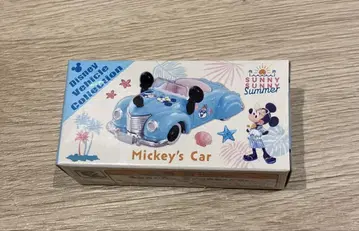 Disney
Vehicle
Collection
SUNNY
SUNNY
Summer
Mickey's Car